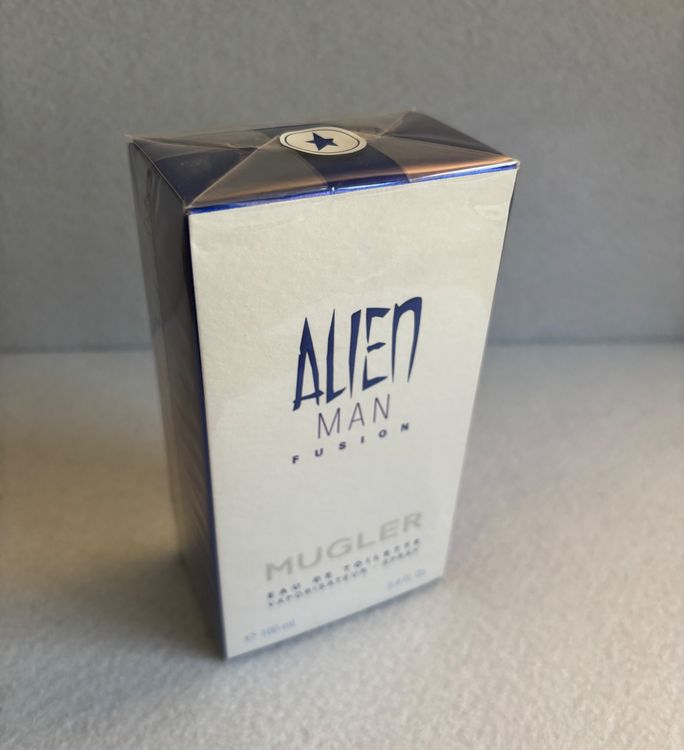 ALIEN
MAN
FUSION
MUGLER
EAU DE TOILETTE
VAPORISATEUR SPRAY
100 mL
3.4 FL. Oz.